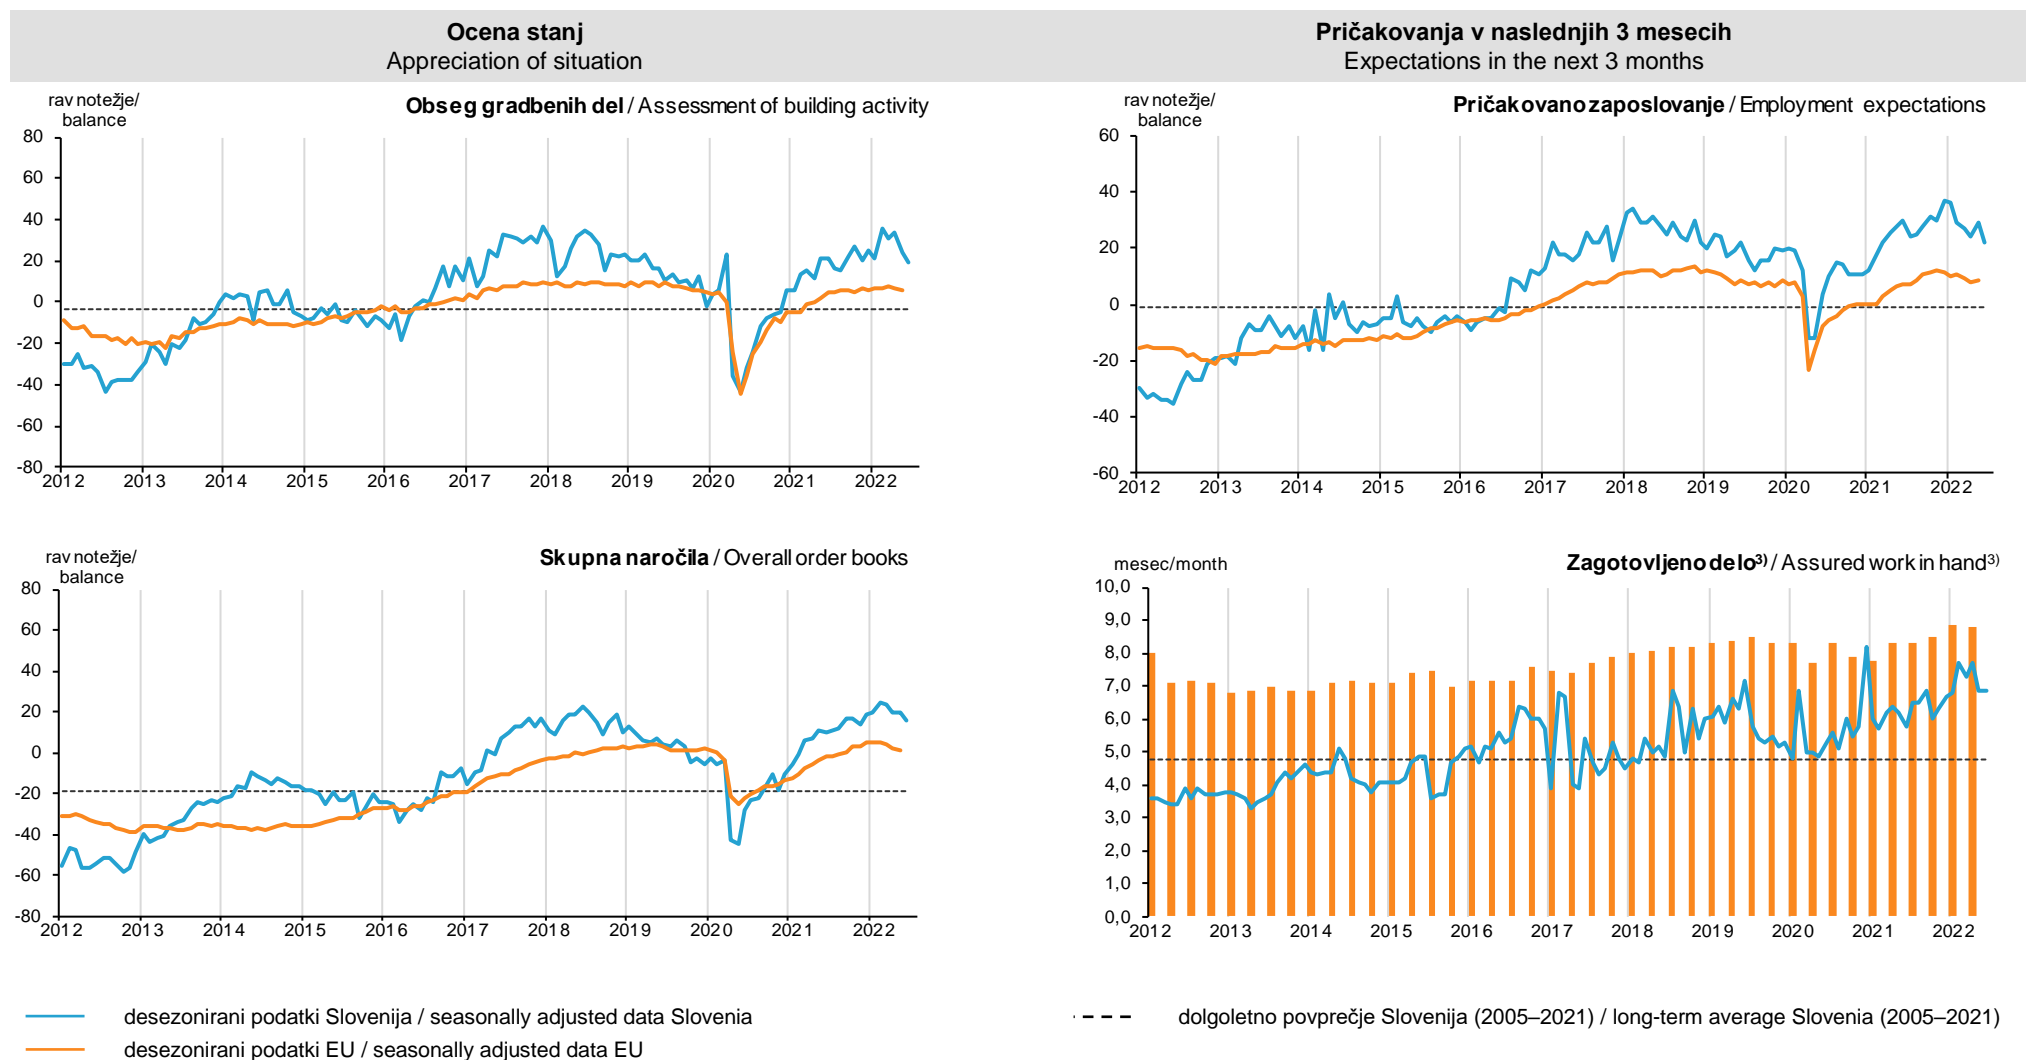 Ocena stanj
Appreciation of situation
Pričakovanja v naslednjih 3 mesecih
Expectations in the next 3 months
rav notežje/
balance
Obseg gradbenih del / Assessment of building activity
80
60
40
20
0
-20
-40
-60
-80
2012 2013 2014 2015 2016 2017 2018 2019 2020 2021 2022
rav notežje/
balance
Pričakovano zaposlovanje / Employment expectations
60
40
20
0
-20
-40
-60
2012 2013 2014 2015 2016 2017 2018 2019 2020 2021 2022
rav notežje/
balance
Skupna naročila / Overall order books
80
60
40
20
0
-20
-40
-60
-80
2012 2013 2014 2015 2016 2017 2018 2019 2020 2021 2022
mesec/month
Zagotovljeno delo³⁾ / Assured work in hand³⁾
10,0
9,0
8,0
7,0
6,0
5,0
4,0
3,0
2,0
1,0
0,0
2012 2013 2014 2015 2016 2017 2018 2019 2020 2021 2022
desezonirani podatki Slovenija / seasonally adjusted data Slovenia
desezonirani podatki EU / seasonally adjusted data EU
dolgoletno povprečje Slovenija (2005–2021) / long-term average Slovenia (2005–2021)